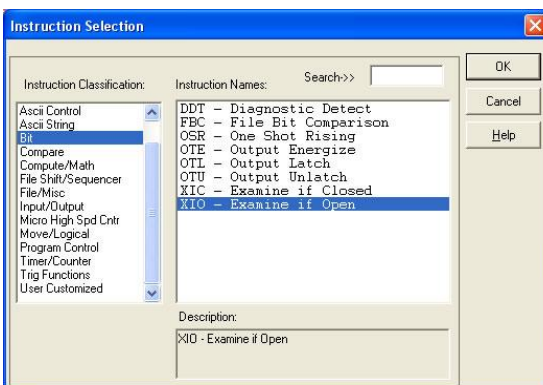 Instruction Selection
Instruction Classification:
Ascii Control
Ascii String
Bit
Compare
Compute/Math
File Shift/Sequencer
File/Misc
Input/Output
Micro High Spd Cntr
Move/Logical
Program Control
Timer/Counter
Trig Functions
User Customized
Instruction Names:
Search->>
DDT - Diagnostic Detect
FBC - File Bit Comparison
OSR - One Shot Rising
OTE - Output Energize
OTL - Output Latch
OTU - Output Unlatch
XIC - Examine if Closed
XIO - Examine if Open
Description:
XIO - Examine if Open
OK
Cancel
Help